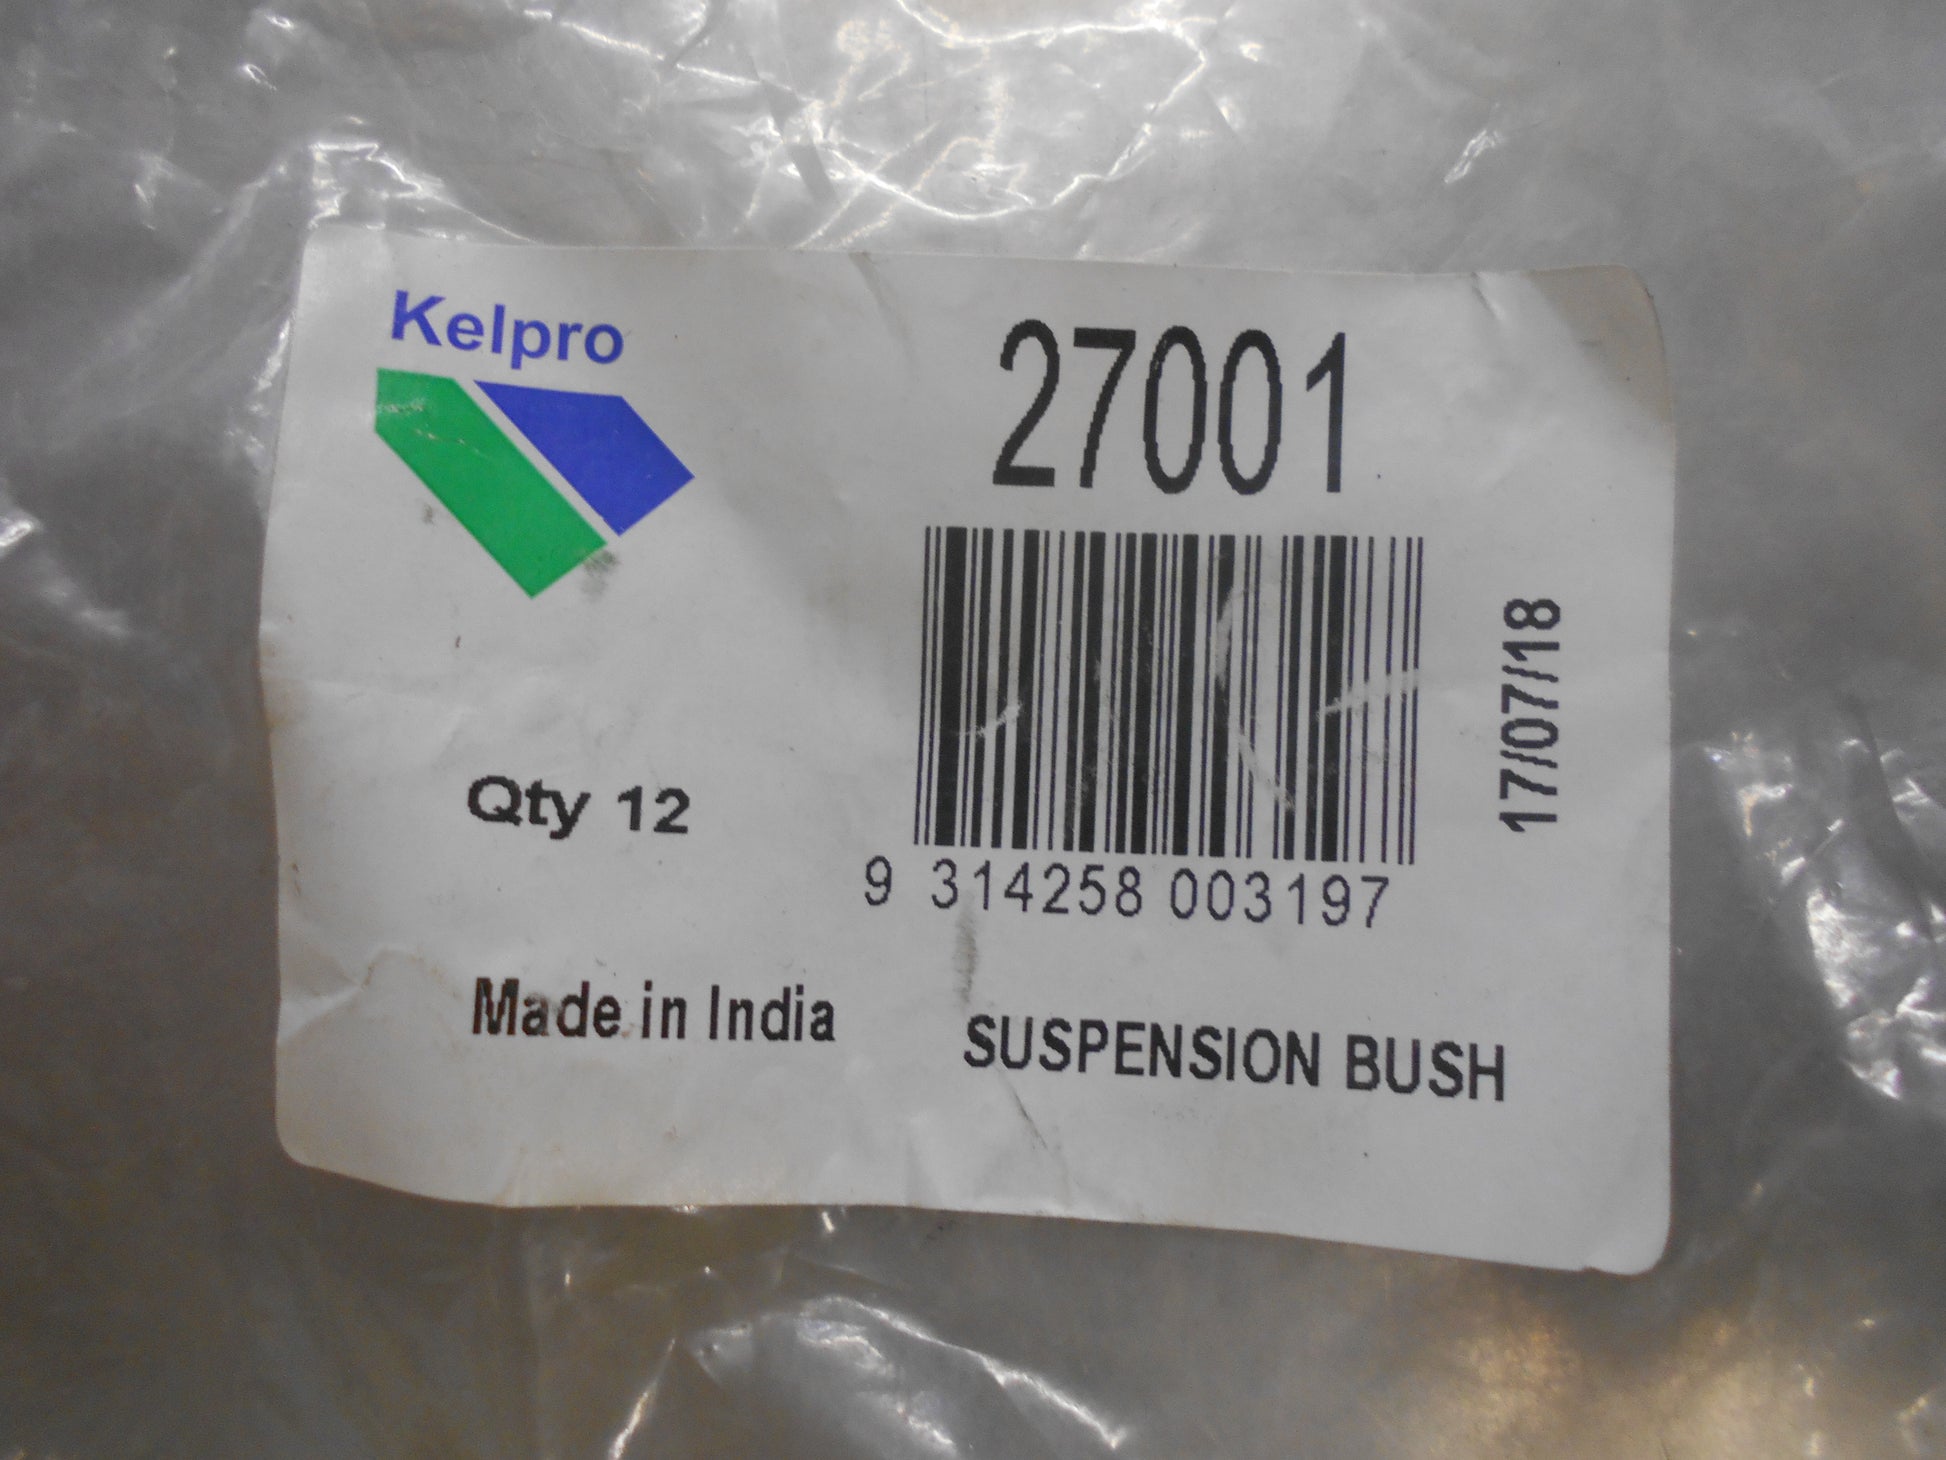 Kelpro
27001
17/07/18
Qty 12
9 314258 003197
Made in India
SUSPENSION BUSH